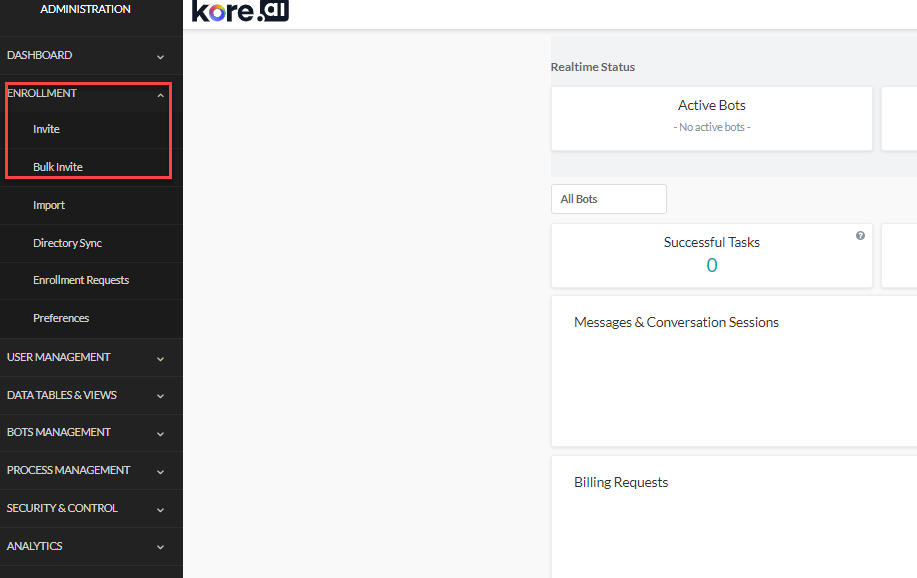 ADMINISTRATION
kore.ai
DASHBOARD
ENROLLMENT
Invite
Bulk Invite
Import
Directory Sync
Enrollment Requests
Preferences
USER MANAGEMENT
DATA TABLES & VIEWS
BOTS MANAGEMENT
PROCESS MANAGEMENT
SECURITY & CONTROL
ANALYTICS
Realtime Status
Active Bots
- No active bots -
All Bots
Successful Tasks
?
0
Messages & Conversation Sessions
Billing Requests